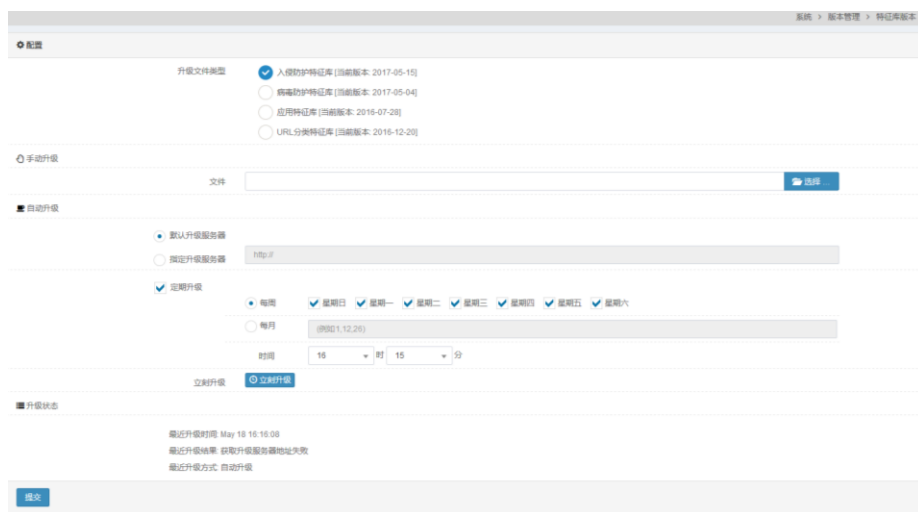 系统 > 版本管理 > 特征库版本
配置
升级文件类型
入侵防护特征库 [当前版本: 2017-05-15]
病毒防护特征库 [当前版本: 2017-05-04]
应用特征库 [当前版本: 2016-07-28]
URL分类特征库 [当前版本: 2016-12-20]
手动升级
文件 选择 ...
自动升级
默认升级服务器
指定升级服务器 http://
定期升级
每周 星期日 星期一 星期二 星期三 星期四 星期五 星期六
每月 (例如1,12,26)
时间 16 时 15 分
立刻升级 立刻升级
升级状态
最近升级时间: May 18 16:16:08
最近升级结果: 获取升级服务器地址失败
最近升级方式: 自动升级
提交